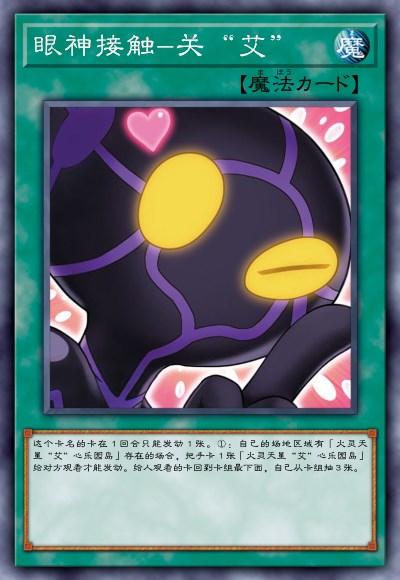 眼神接触-关“艾”
魔
【魔法カード】
ま ほう
这个卡名的卡在1回合只能发动1张。①：自己的场地区域有「火灵天
星“艾”心乐园岛」存在的场合，把手卡1张「火灵天星“艾”心乐园岛」
给对方观看才能发动。给人观看的卡回到卡组最下面，自己从卡组抽3张。